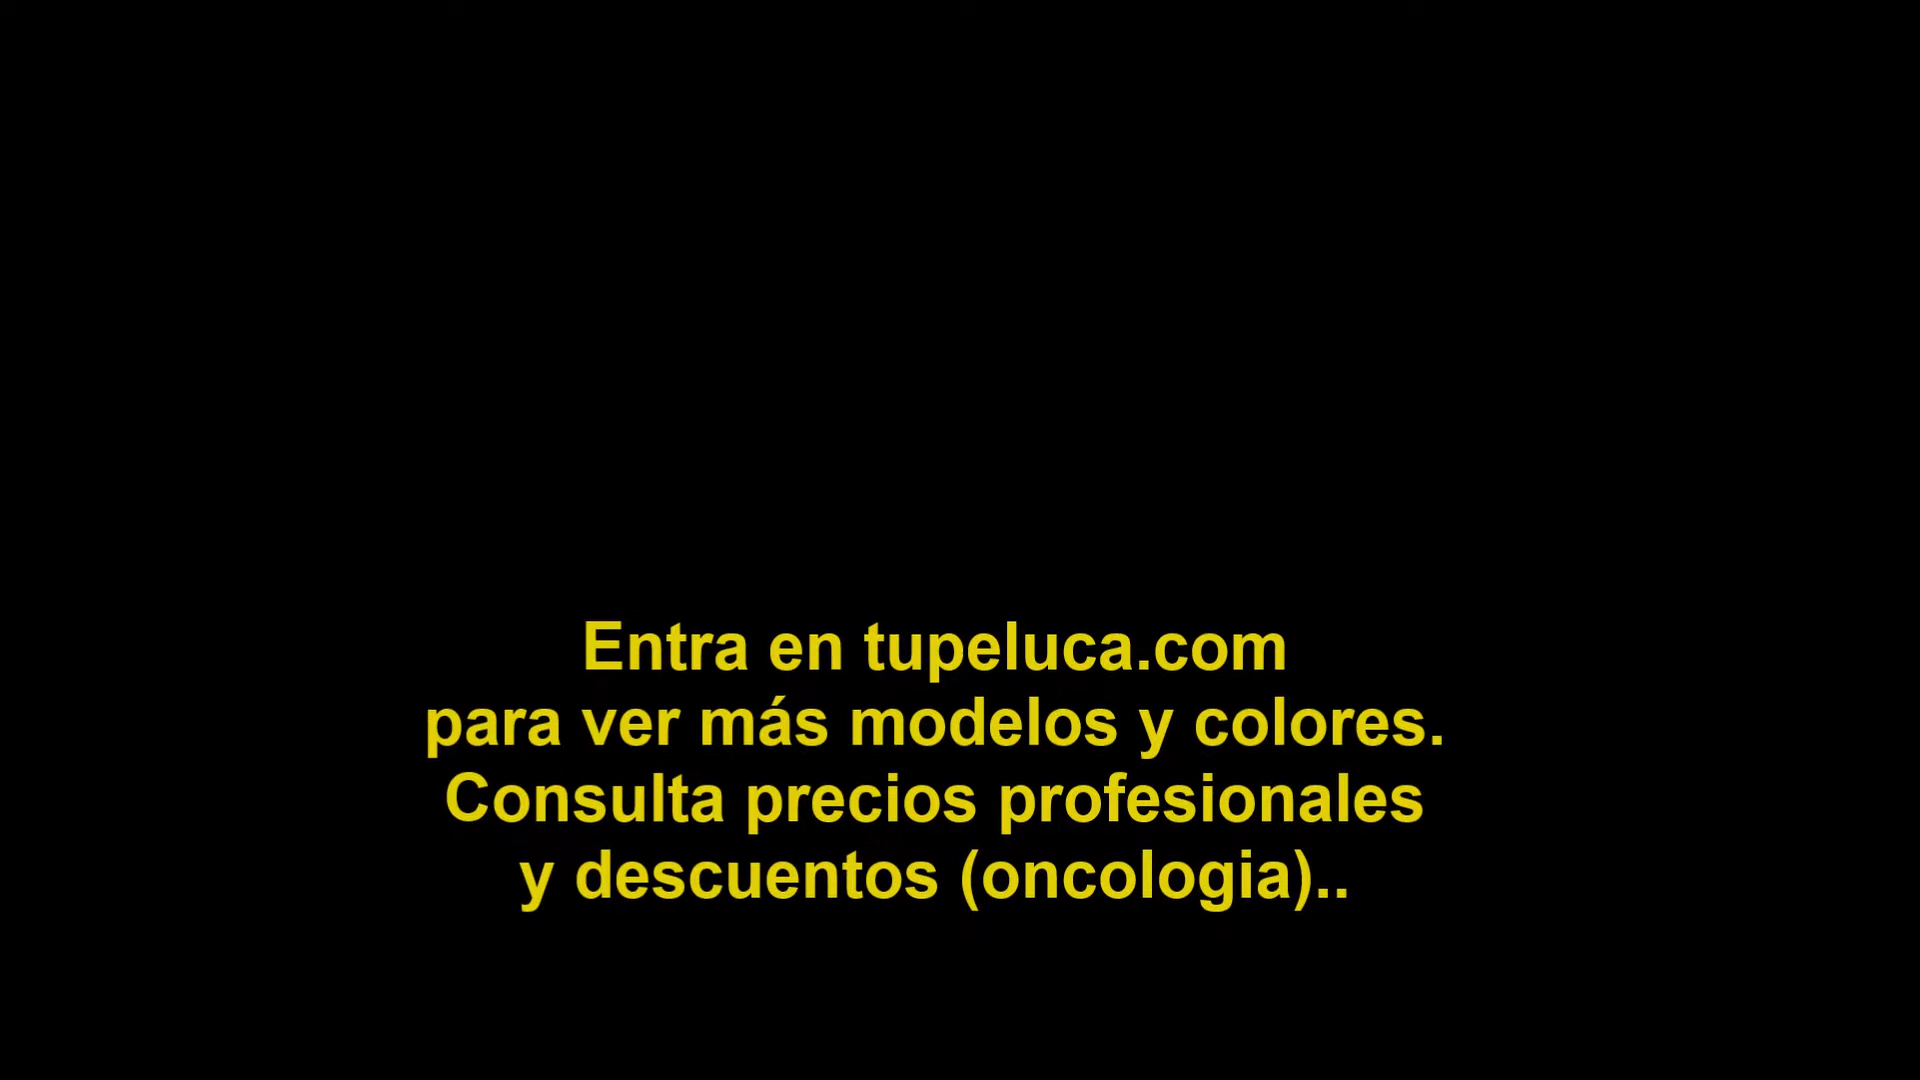 Entra en tupeluca.com
para ver más modelos y colores.
Consulta precios profesionales
y descuentos (oncologia)..